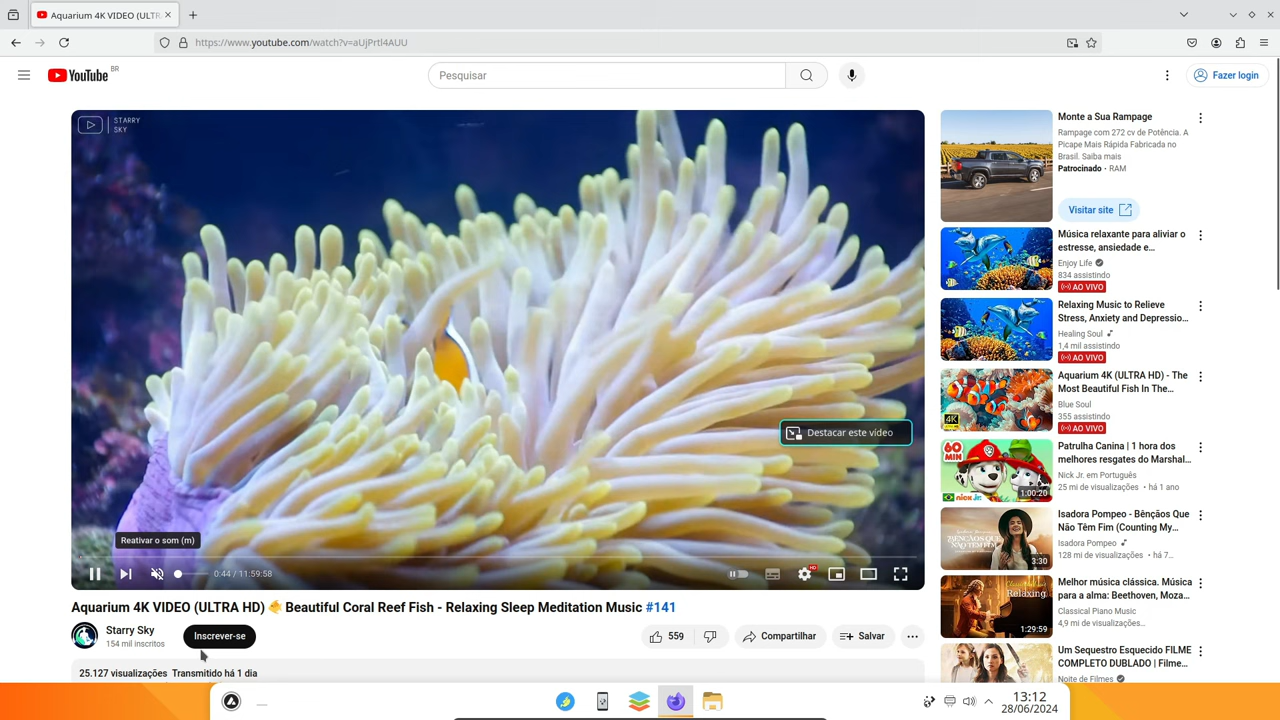 Aquarium 4K VIDEO (ULTR
https://www.youtube.com/watch?v=aUjPrtl4AUU
YouTube BR
Pesquisar
Fazer login
STARRY
SKY
Destacar este vídeo
Reativar o som (m)
0:44 / 11:59:58
HD
Aquarium 4K VIDEO (ULTRA HD) 🐠 Beautiful Coral Reef Fish - Relaxing Sleep Meditation Music #141
Starry Sky
154 mil inscritos
Inscrever-se
559
Compartilhar
Salvar
25.127 visualizações Transmitido há 1 dia
Monte a Sua Rampage
Rampage com 272 cv de Potência. A
Picape Mais Rápida Fabricada no
Brasil. Saiba mais
Patrocinado · RAM
Visitar site
Música relaxante para aliviar o
estresse, ansiedade e…
Enjoy Life
834 assistindo
AO VIVO
Relaxing Music to Relieve
Stress, Anxiety and Depressio…
Healing Soul
1,4 mil assistindo
AO VIVO
4K
Aquarium 4K (ULTRA HD) - The
Most Beautiful Fish In The…
Blue Soul
355 assistindo
AO VIVO
60
MIN
nick jr.
1:00:20
Patrulha Canina | 1 hora dos
melhores resgates do Marshal…
Nick Jr. em Português
25 mi de visualizações · há 1 ano
BÊNÇÃOS QUE
NÃO TÊM FIM
3:30
Isadora Pompeo - Bênçãos Que
Não Têm Fim (Counting My…
Isadora Pompeo
128 mi de visualizações · há 7…
Relaxing
1:29:59
Melhor música clássica. Música
para a alma: Beethoven, Moza…
Classical Piano Music
4,9 mi de visualizações…
Um Sequestro Esquecido FILME
COMPLETO DUBLADO | Filme…
Noite de Filmes
13:12
28/06/2024